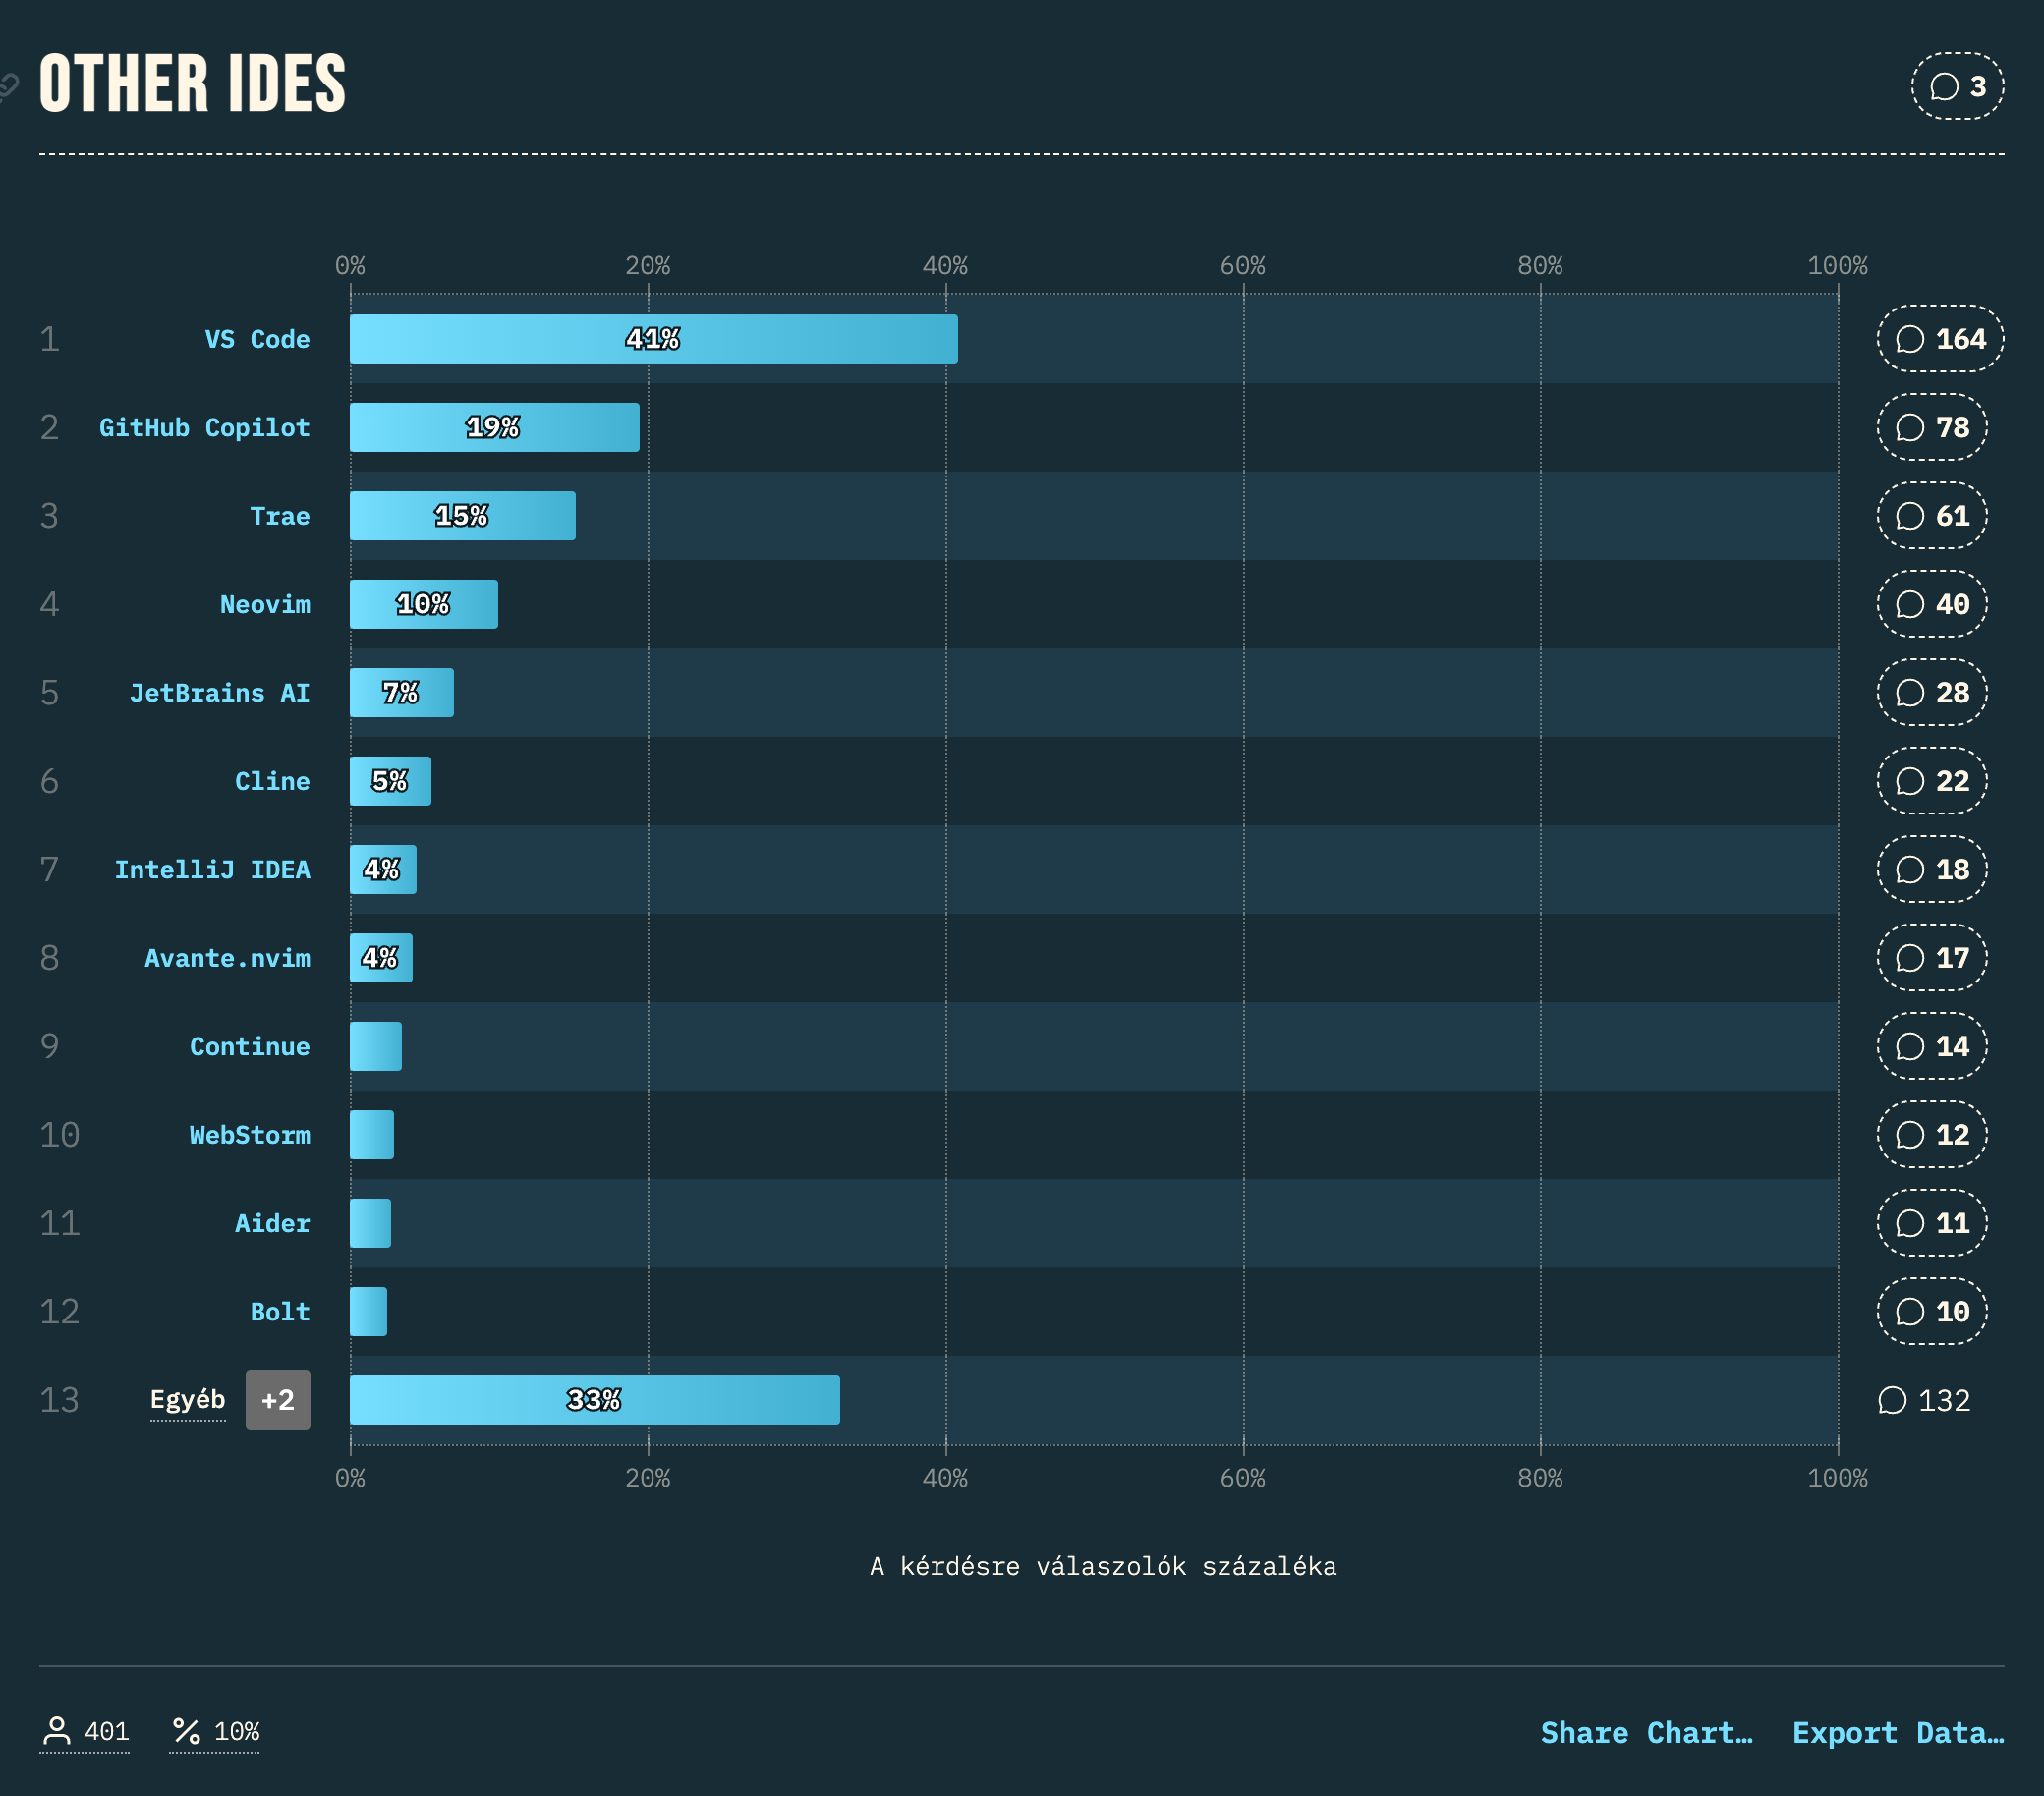 OTHER IDES
3
0% 20% 40% 60% 80% 100%
1 VS Code 41% 164
2 GitHub Copilot 19% 78
3 Trae 15% 61
4 Neovim 10% 40
5 JetBrains AI 7% 28
6 Cline 5% 22
7 IntelliJ IDEA 4% 18
8 Avante.nvim 4% 17
9 Continue 14
10 WebStorm 12
11 Aider 11
12 Bolt 10
13 Egyéb +2 33% 132
0% 20% 40% 60% 80% 100%
A kérdésre válaszolók százaléka
401 % 10% Share Chart… Export Data…